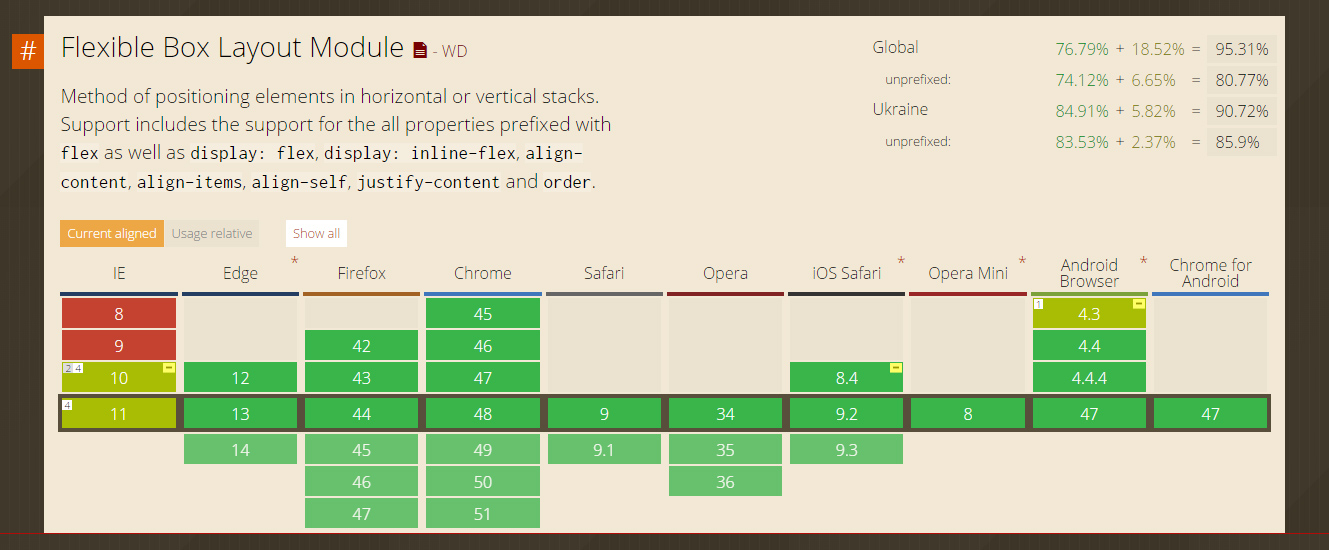 # Flexible Box Layout Module - WD
Method of positioning elements in horizontal or vertical stacks.
Support includes the support for the all properties prefixed with
flex as well as display: flex, display: inline-flex, align-
content, align-items, align-self, justify-content and order.
Global 76.79% + 18.52% = 95.31%
unprefixed: 74.12% + 6.65% = 80.77%
Ukraine 84.91% + 5.82% = 90.72%
unprefixed: 83.53% + 2.37% = 85.9%
Current aligned Usage relative Show all
IE Edge * Firefox Chrome Safari Opera iOS Safari * Opera Mini * Android Browser * Chrome for Android
8 45 1 4.3 -
9 42 46 4.4
2 4 10 - 12 43 47 8.4 - 4.4.4
4 11 13 44 48 9 34 9.2 8 47 47
14 45 49 9.1 35 9.3
46 50 36
47 51